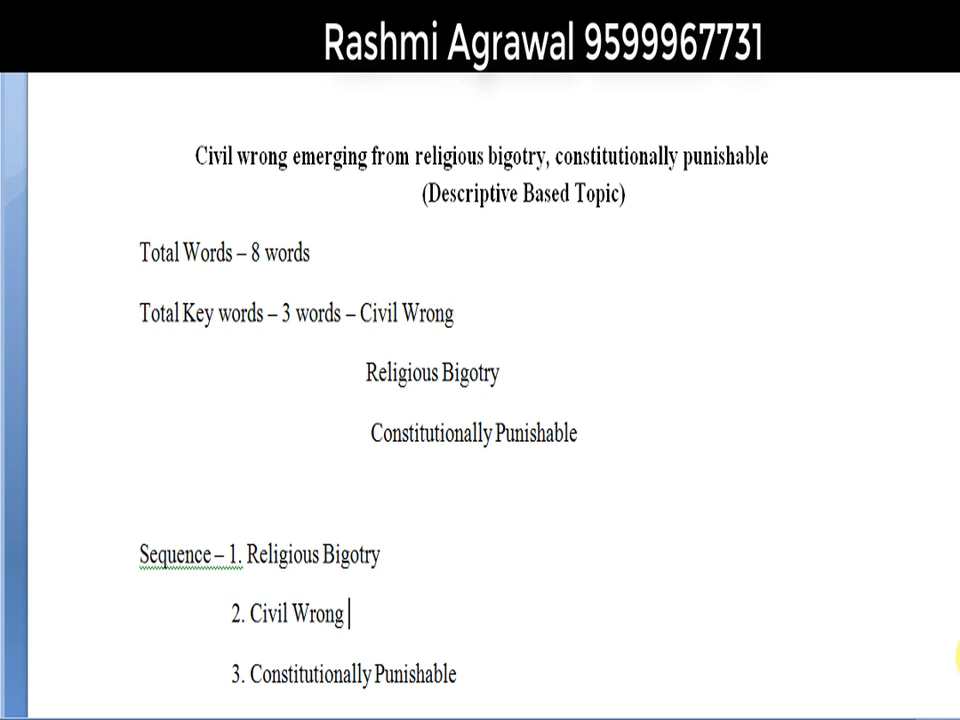 Rashmi Agrawal 9599967731
Civil wrong emerging from religious bigotry, constitutionally punishable
(Descriptive Based Topic)
Total Words – 8 words
Total Key words – 3 words – Civil Wrong
Religious Bigotry
Constitutionally Punishable
Sequence – 1. Religious Bigotry
2. Civil Wrong
3. Constitutionally Punishable